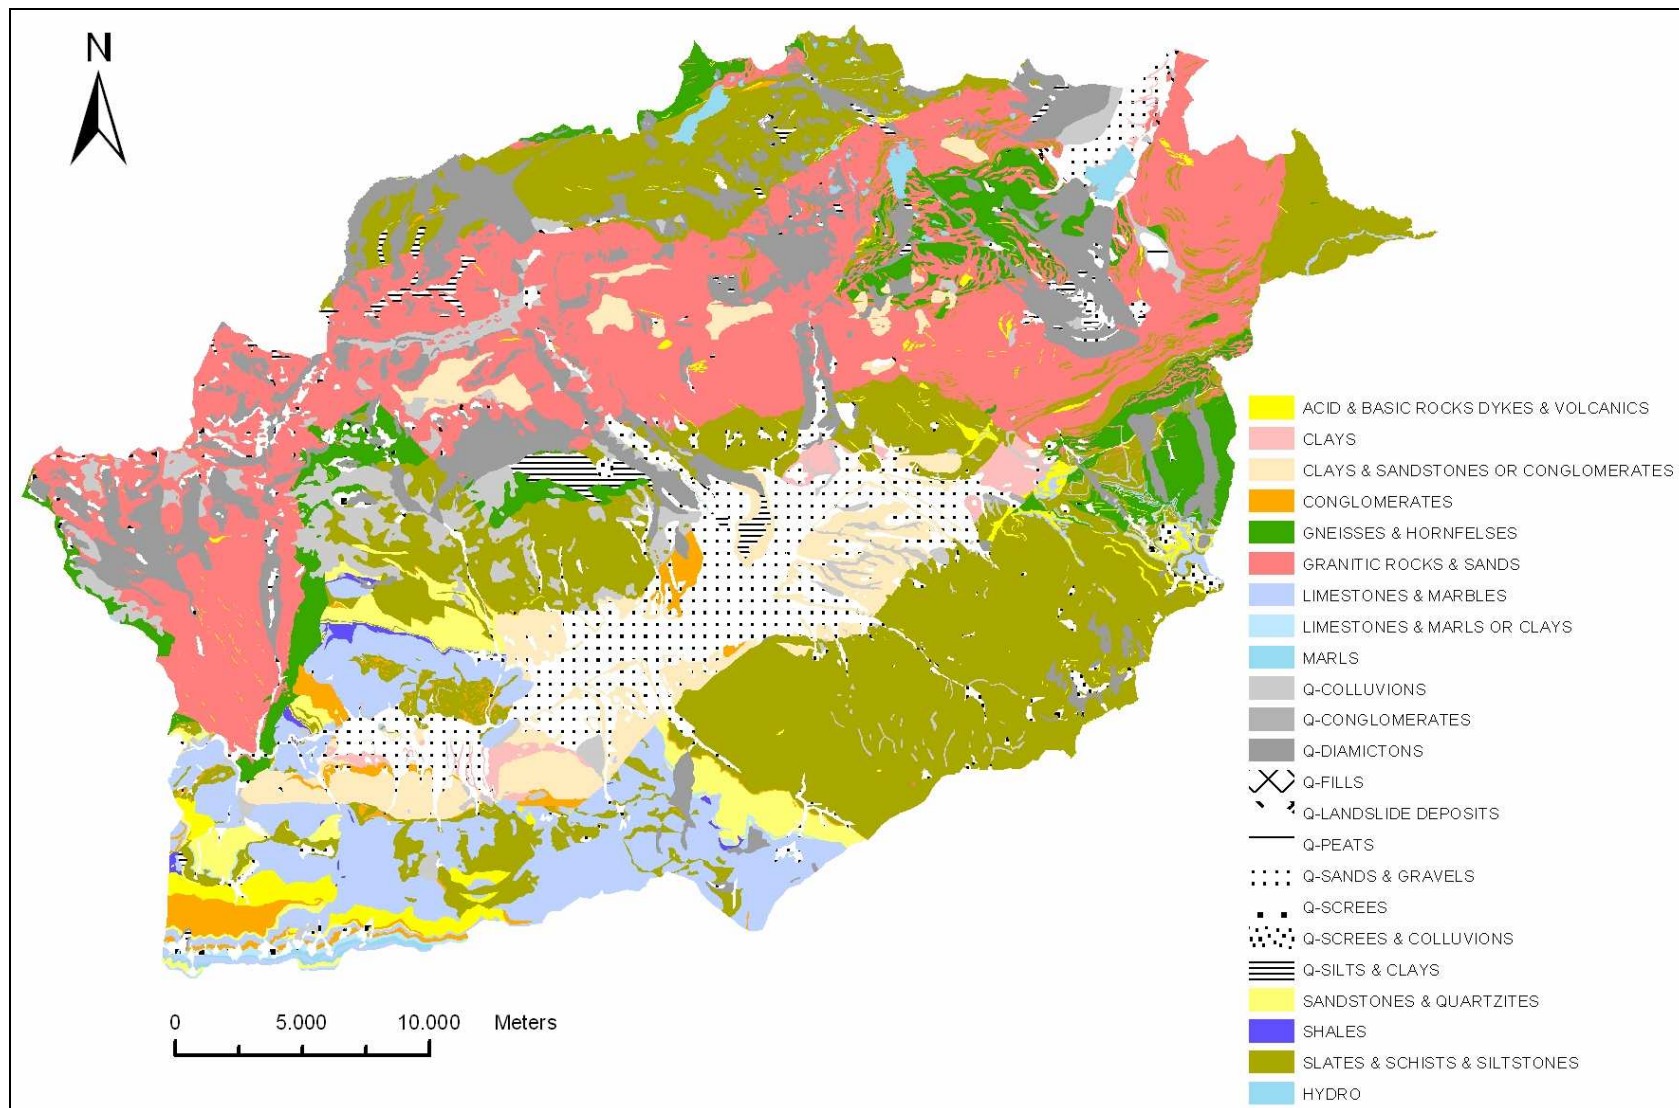 N
ACID & BASIC ROCKS DYKES & VOLCANICS
CLAYS
CLAYS & SANDSTONES OR CONGLOMERATES
CONGLOMERATES
GNEISSES & HORNFELSES
GRANITIC ROCKS & SANDS
LIMESTONES & MARBLES
LIMESTONES & MARLS OR CLAYS
MARLS
Q-COLLUVIONS
Q-CONGLOMERATES
Q-DIAMICTONS
Q-FILLS
Q-LANDSLIDE DEPOSITS
Q-PEATS
Q-SANDS & GRAVELS
Q-SCREES
Q-SCREES & COLLUVIONS
Q-SILTS & CLAYS
SANDSTONES & QUARTZITES
SHALES
SLATES & SCHISTS & SILTSTONES
HYDRO
0 5.000 10.000 Meters